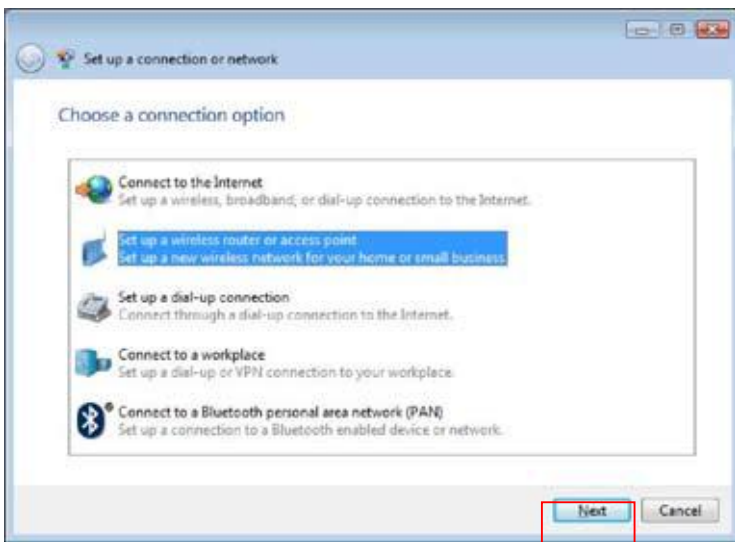 Set up a connection or network
Choose a connection option
Connect to the Internet
Set up a wireless, broadband, or dial-up connection to the Internet.
Set up a wireless router or access point
Set up a new wireless network for your home or small business.
Set up a dial-up connection
Connect through a dial-up connection to the Internet.
Connect to a workplace
Set up a dial-up or VPN connection to your workplace.
Connect to a Bluetooth personal area network (PAN)
Set up a connection to a Bluetooth enabled device or network.
Next
Cancel